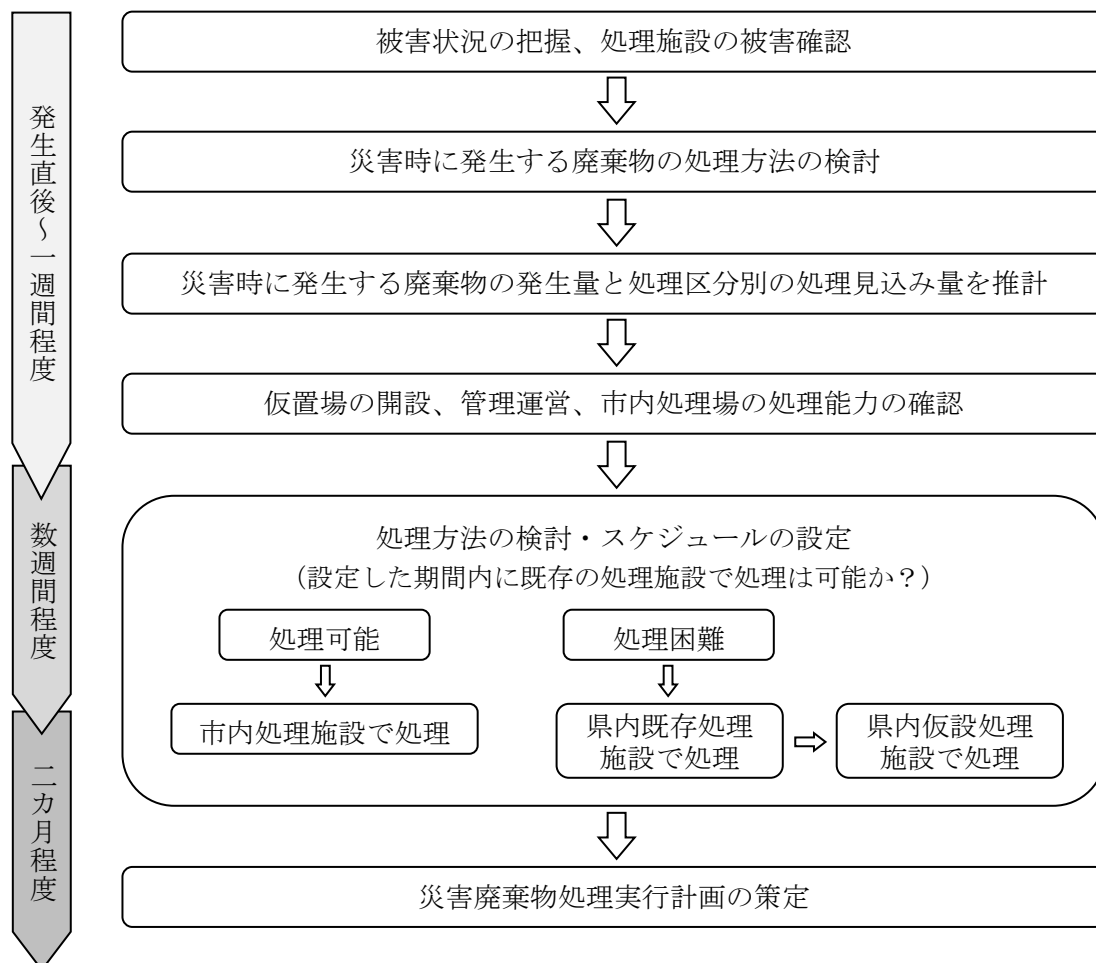 発生直後～一週間程度
数週間程度
二カ月程度
被害状況の把握、処理施設の被害確認
災害時に発生する廃棄物の処理方法の検討
災害時に発生する廃棄物の発生量と処理区分別の処理見込み量を推計
仮置場の開設、管理運営、市内処理場の処理能力の確認
処理方法の検討・スケジュールの設定
（設定した期間内に既存の処理施設で処理は可能か？）
処理可能
市内処理施設で処理
処理困難
県内既存処理
施設で処理
県内仮設処理
施設で処理
災害廃棄物処理実行計画の策定